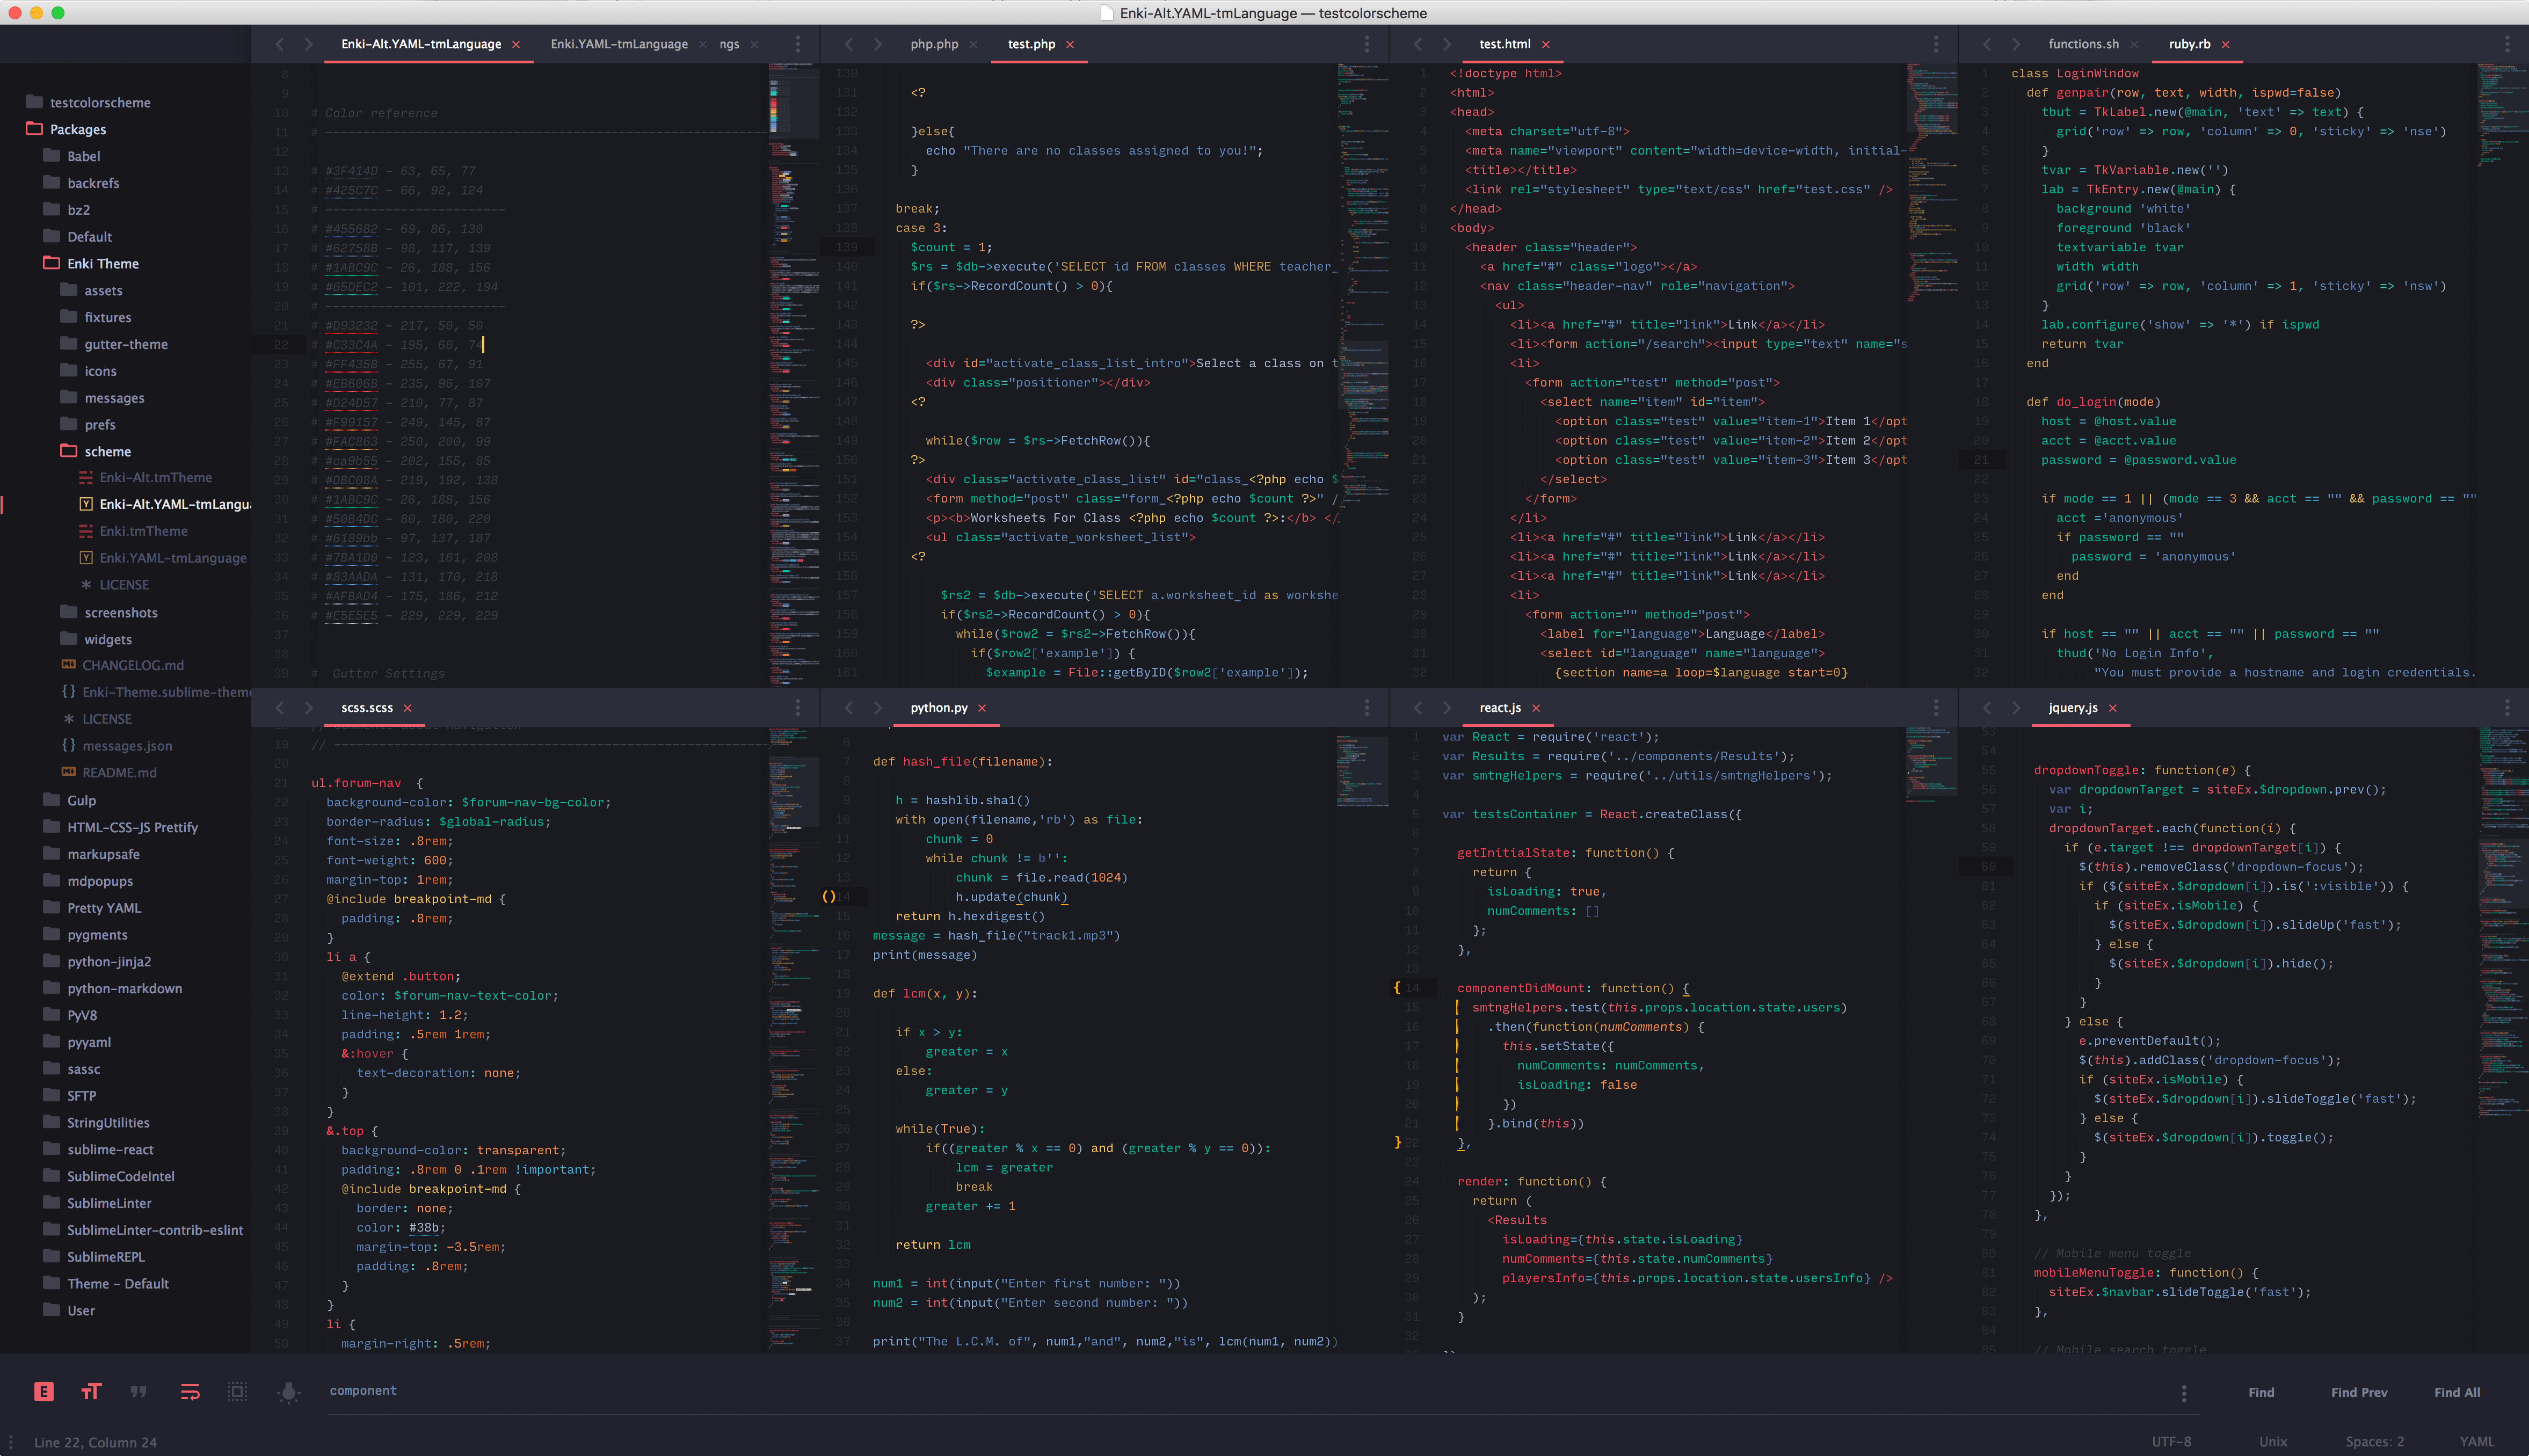 Enki-Alt.YAML-tmLanguage — testcolorscheme
testcolorscheme
Packages
Babel
backrefs
bz2
Default
Enki Theme
assets
fixtures
gutter-theme
icons
messages
prefs
scheme
Enki-Alt.tmTheme
Enki-Alt.YAML-tmLangua
Enki.tmTheme
Enki.YAML-tmLanguage
LICENSE
screenshots
widgets
CHANGELOG.md
Enki-Theme.sublime-theme
LICENSE
messages.json
README.md
Gulp
HTML-CSS-JS Prettify
markupsafe
mdpopups
Pretty YAML
pygments
python-jinja2
python-markdown
PyV8
pyyaml
sassc
SFTP
StringUtilities
sublime-react
SublimeCodeIntel
SublimeLinter
SublimeLinter-contrib-eslint
SublimeREPL
Theme - Default
User
Enki-Alt.YAML-tmLanguage × Enki.YAML-tmLanguage × ngs ×
8
9
10 # Color reference
11 # -----------------------------------------------------------
12
13 # #3F414D - 63, 65, 77
14 # #425C7C - 66, 92, 124
15 # ------------------------
16 # #455682 - 69, 86, 130
17 # #62758B - 98, 117, 139
18 # #1ABC9C - 26, 188, 156
19 # #65DEC2 - 101, 222, 194
20 # ------------------------
21 # #D93232 - 217, 50, 50
22 # #C33C4A - 195, 60, 74
23 # #FF435B - 255, 67, 91
24 # #EB606B - 235, 96, 107
25 # #D24D57 - 210, 77, 87
26 # #F99157 - 249, 145, 87
27 # #FAC863 - 250, 200, 99
28 # #ca9b55 - 202, 155, 85
29 # #DBC08A - 219, 192, 138
30 # #1ABC9C - 26, 188, 156
31 # #50B4DC - 80, 180, 220
32 # #6189bb - 97, 137, 187
33 # #7BA1D0 - 123, 161, 208
34 # #83AADA - 131, 170, 218
35 # #AFBAD4 - 175, 186, 212
36 # #E5E5E5 - 229, 229, 229
37
38
39 # Gutter Settings
php.php × test.php ×
130
131 <?
132
133 }else{
134 echo "There are no classes assigned to you!";
135 }
136
137 break;
138 case 3:
139 $count = 1;
140 $rs = $db->execute('SELECT id FROM classes WHERE teacher_
141 if($rs->RecordCount() > 0){
142
143 ?>
144
145 <div id="activate_class_list_intro">Select a class on t
146 <div class="positioner"></div>
147 <?
148
149 while($row = $rs->FetchRow()){
150 ?>
151 <div class="activate_class_list" id="class_<?php echo $
152 <form method="post" class="form_<?php echo $count ?>" /
153 <p><b>Worksheets For Class <?php echo $count ?>:</b> </
154 <ul class="activate_worksheet_list">
155 <?
156
157 $rs2 = $db->execute('SELECT a.worksheet_id as workshe
158 if($rs2->RecordCount() > 0){
159 while($row2 = $rs2->FetchRow()){
160 if($row2['example']) {
161 $example = File::getByID($row2['example']);
test.html ×
1 <!doctype html>
2 <html>
3 <head>
4 <meta charset="utf-8">
5 <meta name="viewport" content="width=device-width, initial-
6 <title></title>
7 <link rel="stylesheet" type="text/css" href="test.css" />
8 </head>
9 <body>
10 <header class="header">
11 <a href="#" class="logo"></a>
12 <nav class="header-nav" role="navigation">
13 <ul>
14 <li><a href="#" title="link">Link</a></li>
15 <li><form action="/search"><input type="text" name="s
16 <li>
17 <form action="test" method="post">
18 <select name="item" id="item">
19 <option class="test" value="item-1">Item 1</opt
20 <option class="test" value="item-2">Item 2</opt
21 <option class="test" value="item-3">Item 3</opt
22 </select>
23 </form>
24 </li>
25 <li><a href="#" title="link">Link</a></li>
26 <li><a href="#" title="link">Link</a></li>
27 <li><a href="#" title="link">Link</a></li>
28 <li>
29 <form action="" method="post">
30 <label for="language">Language</label>
31 <select id="language" name="language">
32 {section name=a loop=$language start=0}
functions.sh × ruby.rb ×
1 class LoginWindow
2 def genpair(row, text, width, ispwd=false)
3 tbut = TkLabel.new(@main, 'text' => text) {
4 grid('row' => row, 'column' => 0, 'sticky' => 'nse')
5 }
6 tvar = TkVariable.new('')
7 lab = TkEntry.new(@main) {
8 background 'white'
9 foreground 'black'
10 textvariable tvar
11 width width
12 grid('row' => row, 'column' => 1, 'sticky' => 'nsw')
13 }
14 lab.configure('show' => '*') if ispwd
15 return tvar
16 end
17
18 def do_login(mode)
19 host = @host.value
20 acct = @acct.value
21 password = @password.value
22
23 if mode == 1 || (mode == 3 && acct == "" && password == ""
24 acct ='anonymous'
25 if password == ""
26 password = 'anonymous'
27 end
28 end
29
30 if host == "" || acct == "" || password == ""
31 thud('No Login Info',
32 "You must provide a hostname and login credentials.
scss.scss ×
19 // -----------------------------------------------------------
20
21 ul.forum-nav {
22 background-color: $forum-nav-bg-color;
23 border-radius: $global-radius;
24 font-size: .8rem;
25 font-weight: 600;
26 margin-top: 1rem;
27 @include breakpoint-md {
28 padding: .8rem;
29 }
30 li a {
31 @extend .button;
32 color: $forum-nav-text-color;
33 line-height: 1.2;
34 padding: .5rem 1rem;
35 &:hover {
36 text-decoration: none;
37 }
38 }
39 &.top {
40 background-color: transparent;
41 padding: .8rem 0 .1rem !important;
42 @include breakpoint-md {
43 border: none;
44 color: #38b;
45 margin-top: -3.5rem;
46 padding: .8rem;
47 }
48 }
49 li {
50 margin-right: .5rem;
python.py ×
6
7 def hash_file(filename):
8
9 h = hashlib.sha1()
10 with open(filename,'rb') as file:
11 chunk = 0
12 while chunk != b'':
13 chunk = file.read(1024)
() 14 h.update(chunk)
15 return h.hexdigest()
16 message = hash_file("track1.mp3")
17 print(message)
18
19 def lcm(x, y):
20
21 if x > y:
22 greater = x
23 else:
24 greater = y
25
26 while(True):
27 if((greater % x == 0) and (greater % y == 0)):
28 lcm = greater
29 break
30 greater += 1
31
32 return lcm
33
34 num1 = int(input("Enter first number: "))
35 num2 = int(input("Enter second number: "))
36
37 print("The L.C.M. of", num1,"and", num2,"is", lcm(num1, num2))
react.js ×
1 var React = require('react');
2 var Results = require('../components/Results');
3 var smtngHelpers = require('../utils/smtngHelpers');
4
5 var testsContainer = React.createClass({
6
7 getInitialState: function() {
8 return {
9 isLoading: true,
10 numComments: []
11 };
12 },
13
{ 14 componentDidMount: function() {
15 smtngHelpers.test(this.props.location.state.users)
16 .then(function(numComments) {
17 this.setState({
18 numComments: numComments,
19 isLoading: false
20 })
21 }.bind(this))
} 22 },
23
24 render: function() {
25 return (
26 <Results
27 isLoading={this.state.isLoading}
28 numComments={this.state.numComments}
29 playersInfo={this.props.location.state.usersInfo} />
30 );
31 }
32
jquery.js ×
53
54
55 dropdownToggle: function(e) {
56 var dropdownTarget = siteEx.$dropdown.prev();
57 var i;
58 dropdownTarget.each(function(i) {
59 if (e.target !== dropdownTarget[i]) {
60 $(this).removeClass('dropdown-focus');
61 if ($(siteEx.$dropdown[i]).is(':visible')) {
62 if (siteEx.isMobile) {
63 $(siteEx.$dropdown[i]).slideUp('fast');
64 } else {
65 $(siteEx.$dropdown[i]).hide();
66 }
67 }
68 } else {
69 e.preventDefault();
70 $(this).addClass('dropdown-focus');
71 if (siteEx.isMobile) {
72 $(siteEx.$dropdown[i]).slideToggle('fast');
73 } else {
74 $(siteEx.$dropdown[i]).toggle();
75 }
76 }
77 });
78 },
79
80 // Mobile menu toggle
81 mobileMenuToggle: function() {
82 siteEx.$navbar.slideToggle('fast');
83 },
84
85 // Mobile search toggle
component
Find Find Prev Find All
Line 22, Column 24
UTF-8 Unix Spaces: 2 YAML